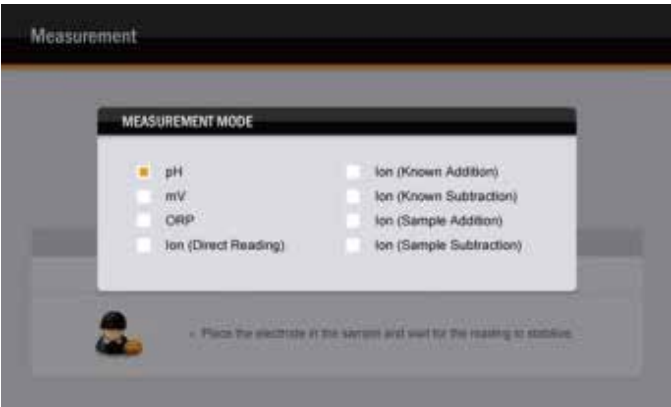 Measurement
MEASUREMENT MODE
pH
mV
ORP
Ion (Direct Reading)
Ion (Known Addition)
Ion (Known Subtraction)
Ion (Sample Addition)
Ion (Sample Subtraction)
Place the electrode in the sample and wait for the reading to stabilize.